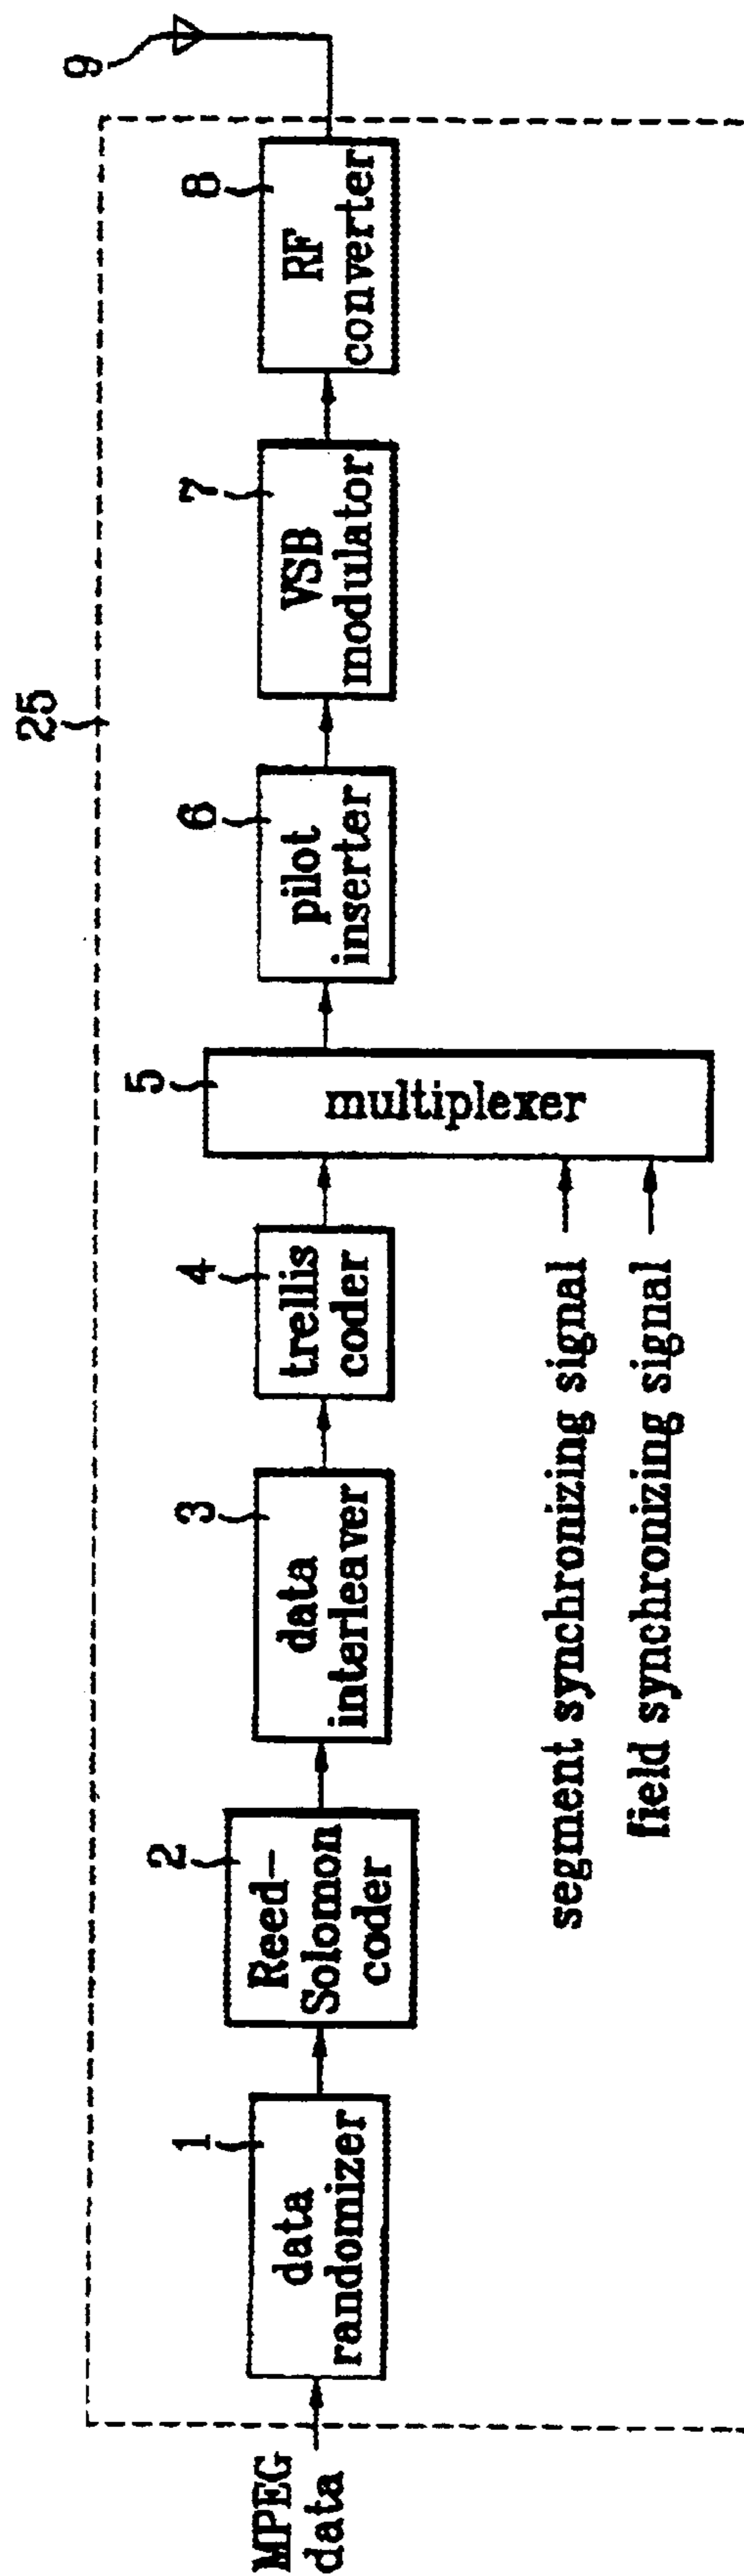 MPEG
data
1
data
randomizer
2
Reed-
Solomon
coder
3
data
interleaver
4
trellis
coder
5
multiplexer
segment synchronizing signal
field synchronizing signal
6
pilot
inserter
7
VSB
modulator
8
RF
converter
9
25